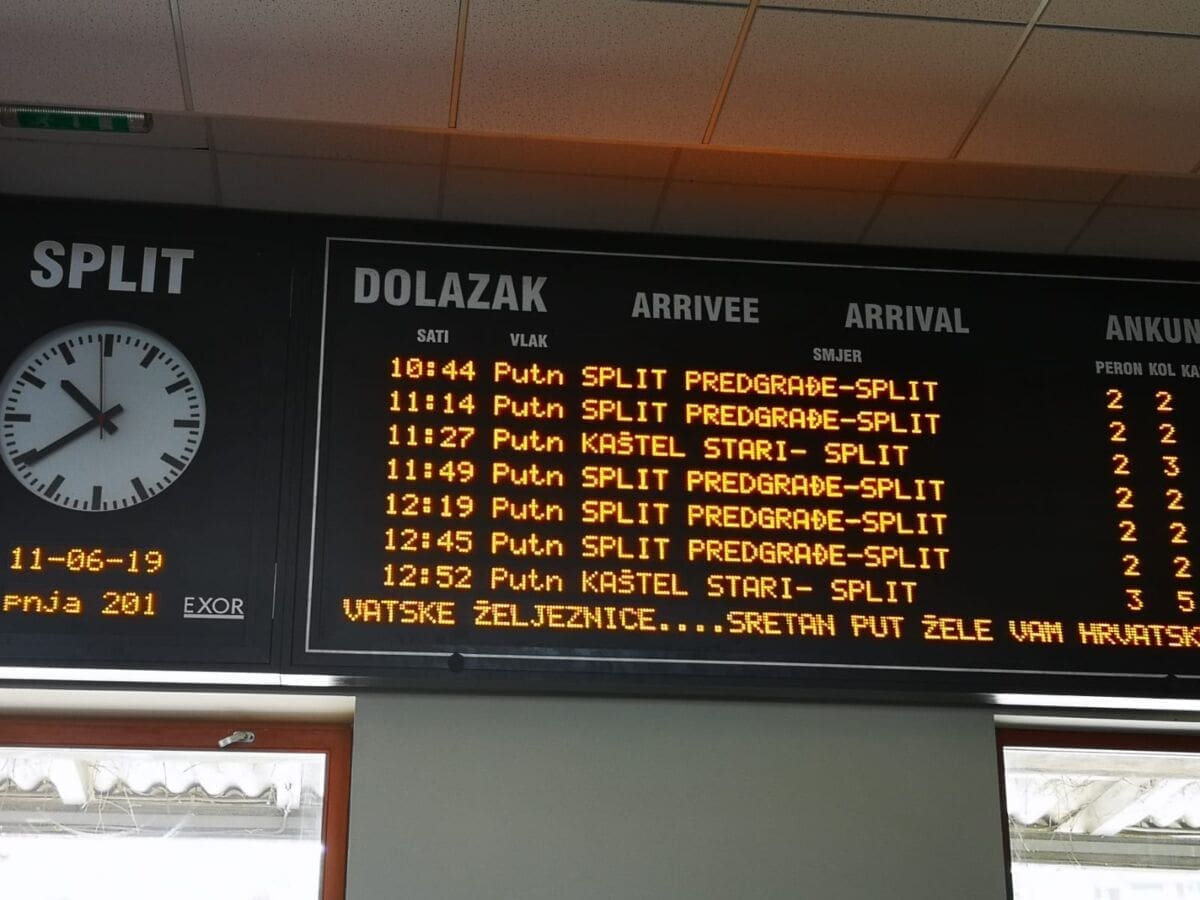 SPLIT
11-06-19
pnja 201
EXOR
DOLAZAK ARRIVEE ARRIVAL ANKUN
SATI VLAK SMJER PERON KOL KA
10:44 Putn SPLIT PREDGRAĐE-SPLIT 2 2
11:14 Putn SPLIT PREDGRAĐE-SPLIT 2 2
11:27 Putn KAŠTEL STARI- SPLIT 2 3
11:49 Putn SPLIT PREDGRAĐE-SPLIT 2 2
12:19 Putn SPLIT PREDGRAĐE-SPLIT 2 2
12:45 Putn SPLIT PREDGRAĐE-SPLIT 2 2
12:52 Putn KAŠTEL STARI- SPLIT 3 5
VATSKE ŽELJEZNICE....SRETAN PUT ŽELE VAM HRVATSK